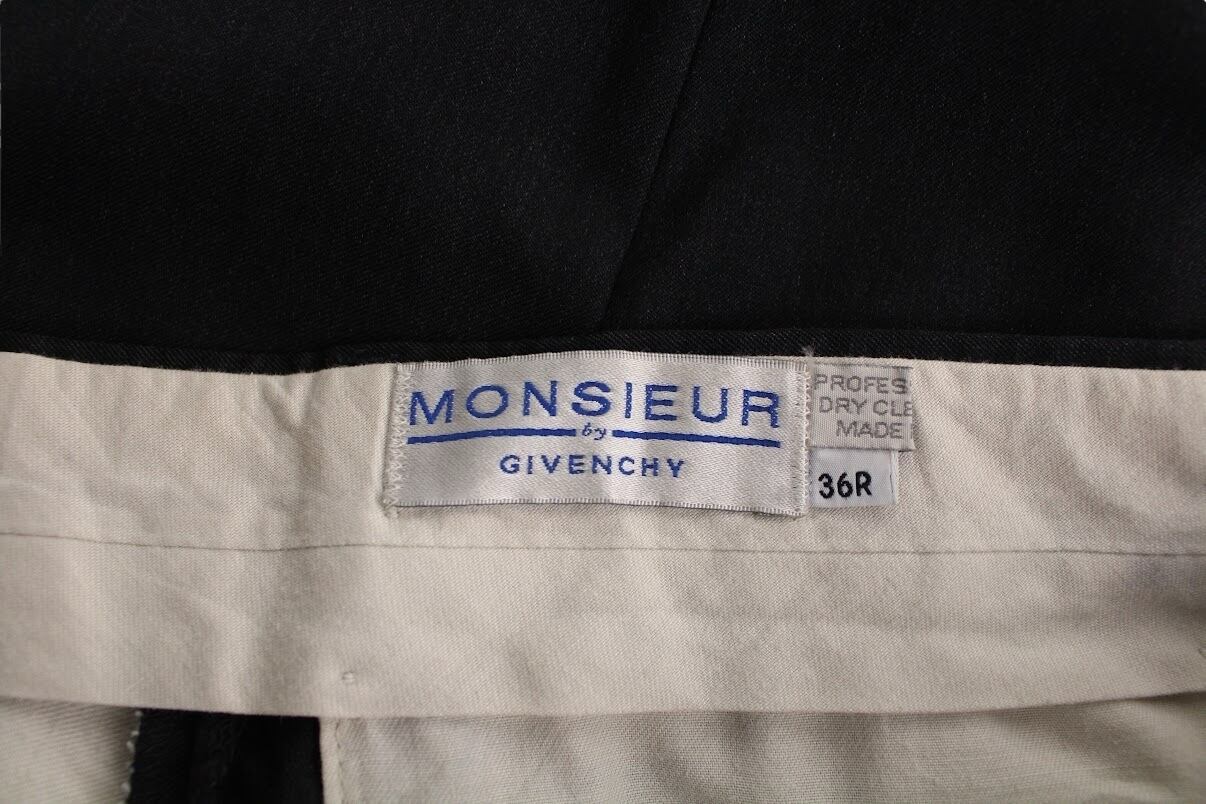 MONSIEUR
by
GIVENCHY
PROFES
DRY CLE
MADE
36R